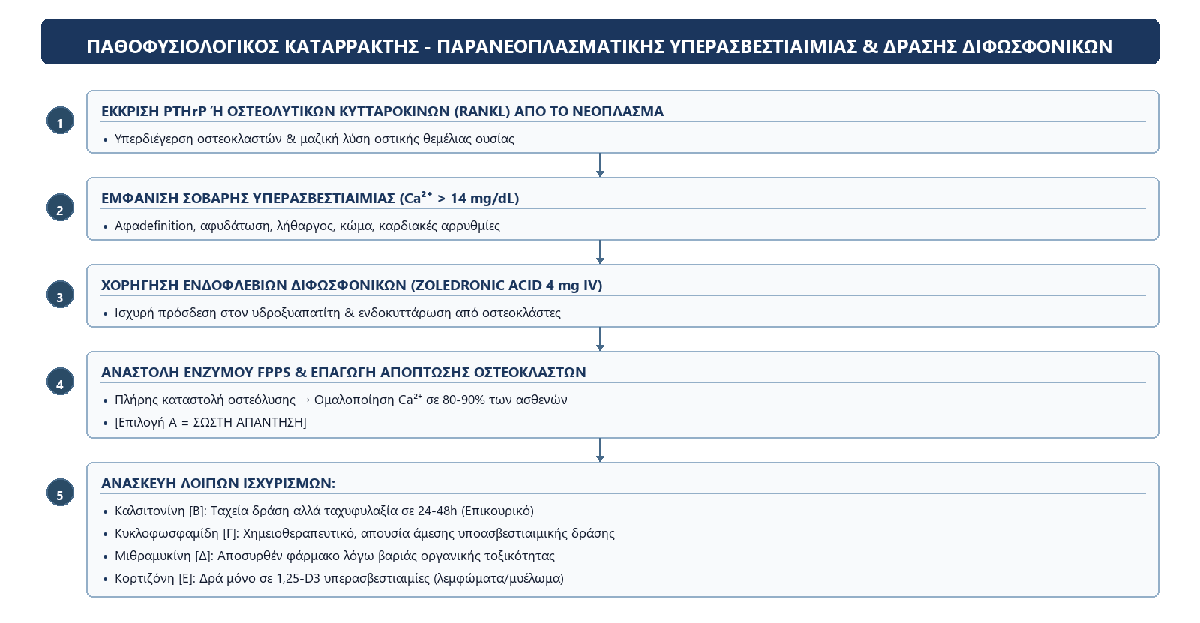 ΠΑΘΟΦΥΣΙΟΛΟΓΙΚΟΣ ΚΑΤΑΡΡΑΚΤΗΣ - ΠΑΡΑΝΕΟΠΛΑΣΜΑΤΙΚΗΣ ΥΠΕΡΑΣΒΕΣΤΙΑΙΜΙΑΣ & ΔΡΑΣΗΣ ΔΙΦΩΣΦΟΝΙΚΩΝ
1
ΕΚΚΡΙΣΗ PTHrP Ή ΟΣΤΕΟΛΥΤΙΚΩΝ ΚΥΤΤΑΡΟΚΙΝΩΝ (RANKL) ΑΠΟ ΤΟ ΝΕΟΠΛΑΣΜΑ
• Υπερδιέγερση οστεοκλαστών & μαζική λύση οστικής θεμέλιας ουσίας
2
ΕΜΦΑΝΙΣΗ ΣΟΒΑΡΗΣ ΥΠΕΡΑΣΒΕΣΤΙΑΙΜΙΑΣ (Ca²⁺ > 14 mg/dL)
• Αφαdefinition, αφυδάτωση, λήθαργος, κώμα, καρδιακές αρρυθμίες
3
ΧΟΡΗΓΗΣΗ ΕΝΔΟΦΛΕΒΙΩΝ ΔΙΦΩΣΦΟΝΙΚΩΝ (ZOLEDRONIC ACID 4 mg IV)
• Ισχυρή πρόσδεση στον υδροξυαπατίτη & ενδοκυττάρωση από οστεοκλάστες
4
ΑΝΑΣΤΟΛΗ ΕΝΖΥΜΟΥ FPPS & ΕΠΑΓΩΓΗ ΑΠΟΠΤΩΣΗΣ ΟΣΤΕΟΚΛΑΣΤΩΝ
• Πλήρης καταστολή οστεόλυσης → Ομαλοποίηση Ca²⁺ σε 80-90% των ασθενών
• [Επιλογή Α = ΣΩΣΤΗ ΑΠΑΝΤΗΣΗ]
5
ΑΝΑΣΚΕΥΗ ΛΟΙΠΩΝ ΙΣΧΥΡΙΣΜΩΝ:
• Καλσιτονίνη [Β]: Ταχεία δράση αλλά ταχυφυλαξία σε 24-48h (Επικουρικό)
• Κυκλοφωσφαμίδη [Γ]: Χημειοθεραπευτικό, απουσία άμεσης υποασβεστιαιμικής δράσης
• Μιθραμυκίνη [Δ]: Αποσυρθέν φάρμακο λόγω βαριάς οργανικής τοξικότητας
• Κορτιζόνη [Ε]: Δρά μόνο σε 1,25-D3 υπερασβεστιαιμίες (λεμφώματα/μυέλωμα)